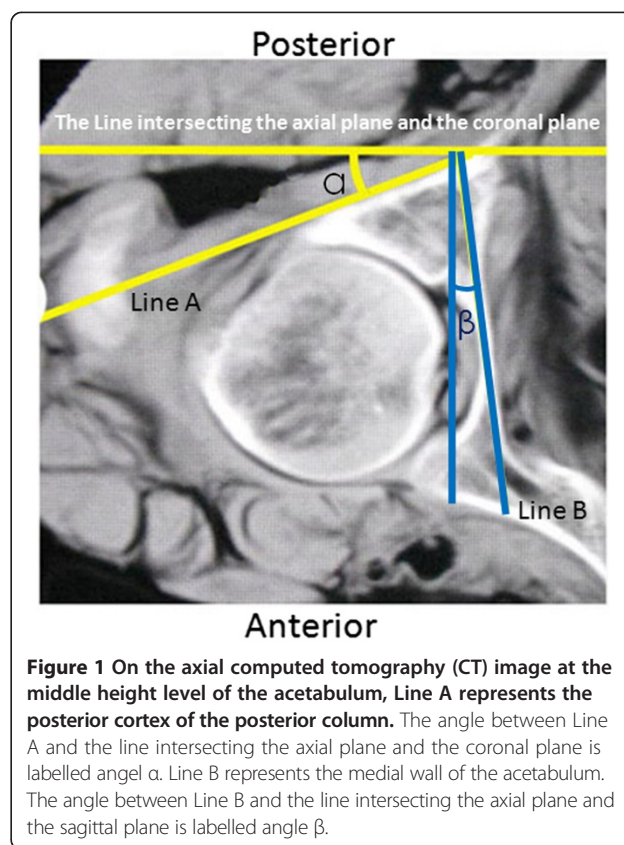 Posterior
The Line intersecting the axial plane and the coronal plane
α
Line A
β
Line B
Anterior
Figure 1 On the axial computed tomography (CT) image at the
middle height level of the acetabulum, Line A represents the
posterior cortex of the posterior column. The angle between Line
A and the line intersecting the axial plane and the coronal plane is
labelled angel α. Line B represents the medial wall of the acetabulum.
The angle between Line B and the line intersecting the axial plane and
the sagittal plane is labelled angle β.